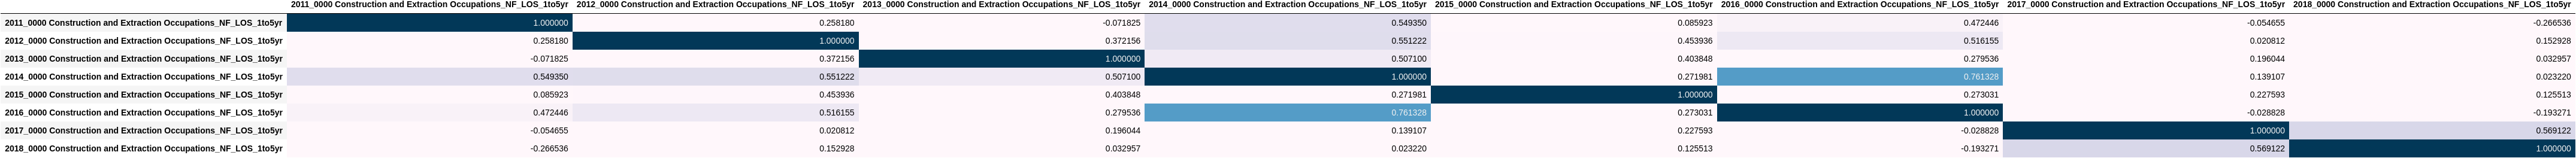 2011_0000 Construction and Extraction Occupations_NF_LOS_1to5yr 2012_0000 Construction and Extraction Occupations_NF_LOS_1to5yr 2013_0000 Construction and Extraction Occupations_NF_LOS_1to5yr 2014_0000 Construction and Extraction Occupations_NF_LOS_1to5yr 2015_0000 Construction and Extraction Occupations_NF_LOS_1to5yr 2016_0000 Construction and Extraction Occupations_NF_LOS_1to5yr 2017_0000 Construction and Extraction Occupations_NF_LOS_1to5yr 2018_0000 Construction and Extraction Occupations_NF_LOS_1to5yr
2011_0000 Construction and Extraction Occupations_NF_LOS_1to5yr 1.000000 0.258180 -0.071825 0.549350 0.085923 0.472446 -0.054655 -0.266536
2012_0000 Construction and Extraction Occupations_NF_LOS_1to5yr 0.258180 1.000000 0.372156 0.551222 0.453936 0.516155 0.020812 0.152928
2013_0000 Construction and Extraction Occupations_NF_LOS_1to5yr -0.071825 0.372156 1.000000 0.507100 0.403848 0.279536 0.196044 0.032957
2014_0000 Construction and Extraction Occupations_NF_LOS_1to5yr 0.549350 0.551222 0.507100 1.000000 0.271981 0.761328 0.139107 0.023220
2015_0000 Construction and Extraction Occupations_NF_LOS_1to5yr 0.085923 0.453936 0.403848 0.271981 1.000000 0.273031 0.227593 0.125513
2016_0000 Construction and Extraction Occupations_NF_LOS_1to5yr 0.472446 0.516155 0.279536 0.761328 0.273031 1.000000 -0.028828 -0.193271
2017_0000 Construction and Extraction Occupations_NF_LOS_1to5yr -0.054655 0.020812 0.196044 0.139107 0.227593 -0.028828 1.000000 0.569122
2018_0000 Construction and Extraction Occupations_NF_LOS_1to5yr -0.266536 0.152928 0.032957 0.023220 0.125513 -0.193271 0.569122 1.000000